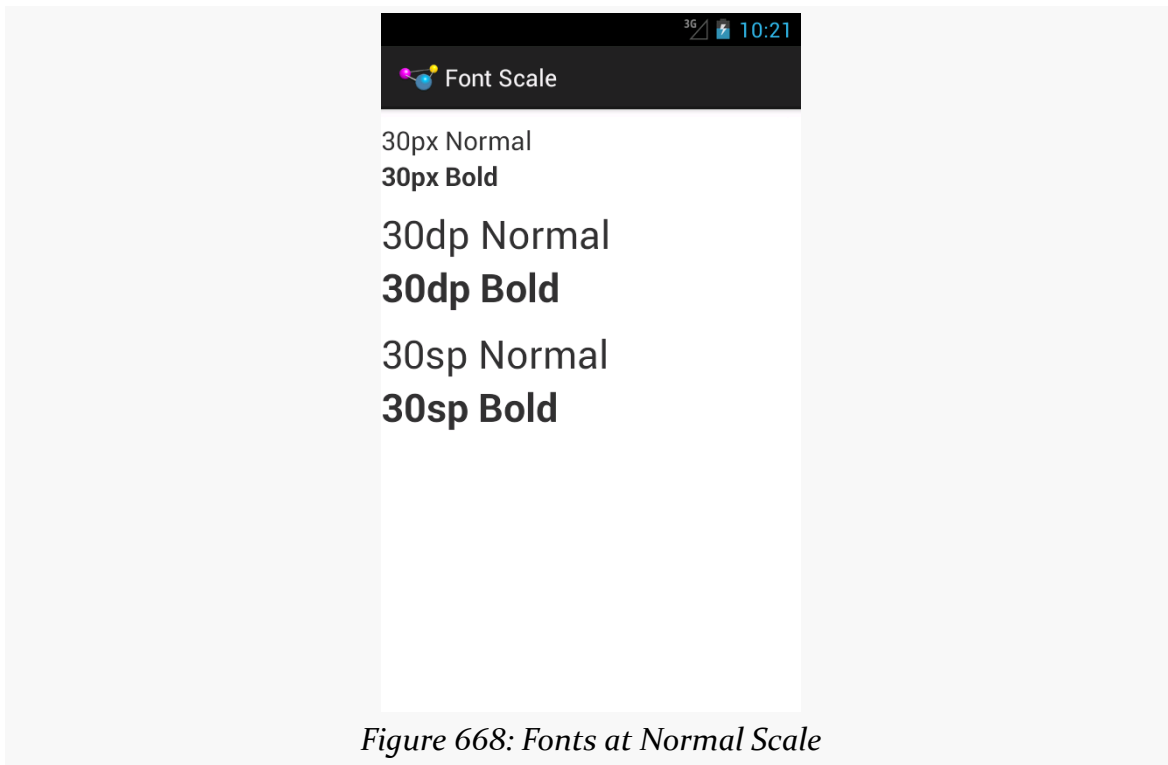 3G 10:21
Font Scale
30px Normal
30px Bold
30dp Normal
30dp Bold
30sp Normal
30sp Bold
Figure 668: Fonts at Normal Scale